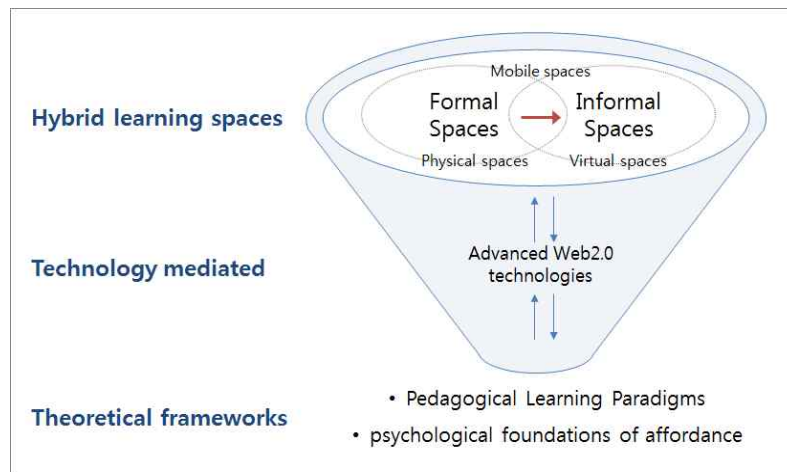 Mobile spaces
Hybrid learning spaces
Formal Spaces
Informal Spaces
Physical spaces
Virtual spaces
Technology mediated
Advanced Web2.0
technologies
Theoretical frameworks
• Pedagogical Learning Paradigms
• psychological foundations of affordance